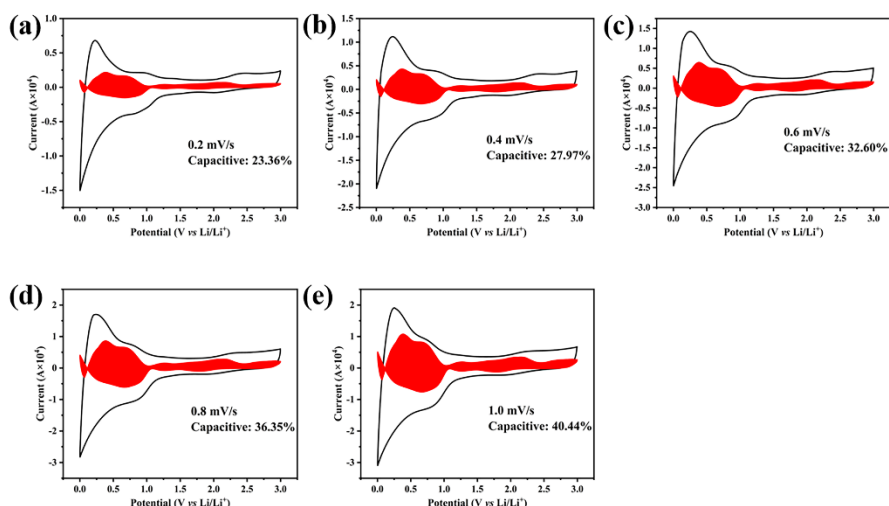 (a)
1.0
0.5
0.0
-0.5
-1.0
-1.5
Current (A×10⁴)
0.2 mV/s
Capacitive: 23.36%
0.0 0.5 1.0 1.5 2.0 2.5 3.0
Potential (V vs Li/Li⁺)
(b)
1.5
1.0
0.5
0.0
-0.5
-1.0
-1.5
-2.0
-2.5
Current (A×10⁴)
0.4 mV/s
Capacitive: 27.97%
0.0 0.5 1.0 1.5 2.0 2.5 3.0
Potential (V vs Li/Li⁺)
(c)
1.5
1.0
0.5
0.0
-0.5
-1.0
-1.5
-2.0
-2.5
-3.0
Current (A×10⁴)
0.6 mV/s
Capacitive: 32.60%
0.0 0.5 1.0 1.5 2.0 2.5 3.0
Potential (V vs Li/Li⁺)
(d)
2
1
0
-1
-2
-3
Current (A×10⁴)
0.8 mV/s
Capacitive: 36.35%
0.0 0.5 1.0 1.5 2.0 2.5 3.0
Potential (V vs Li/Li⁺)
(e)
2
1
0
-1
-2
-3
Current (A×10⁴)
1.0 mV/s
Capacitive: 40.44%
0.0 0.5 1.0 1.5 2.0 2.5 3.0
Potential (V vs Li/Li⁺)